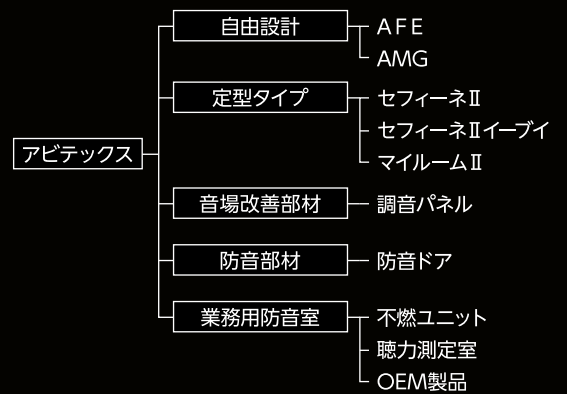 アビテックス
自由設計
AFE
AMG
定型タイプ
セフィーネⅡ
セフィーネⅡイーブイ
マイルームⅡ
音場改善部材
調音パネル
防音部材
防音ドア
業務用防音室
不燃ユニット
聴力測定室
OEM製品